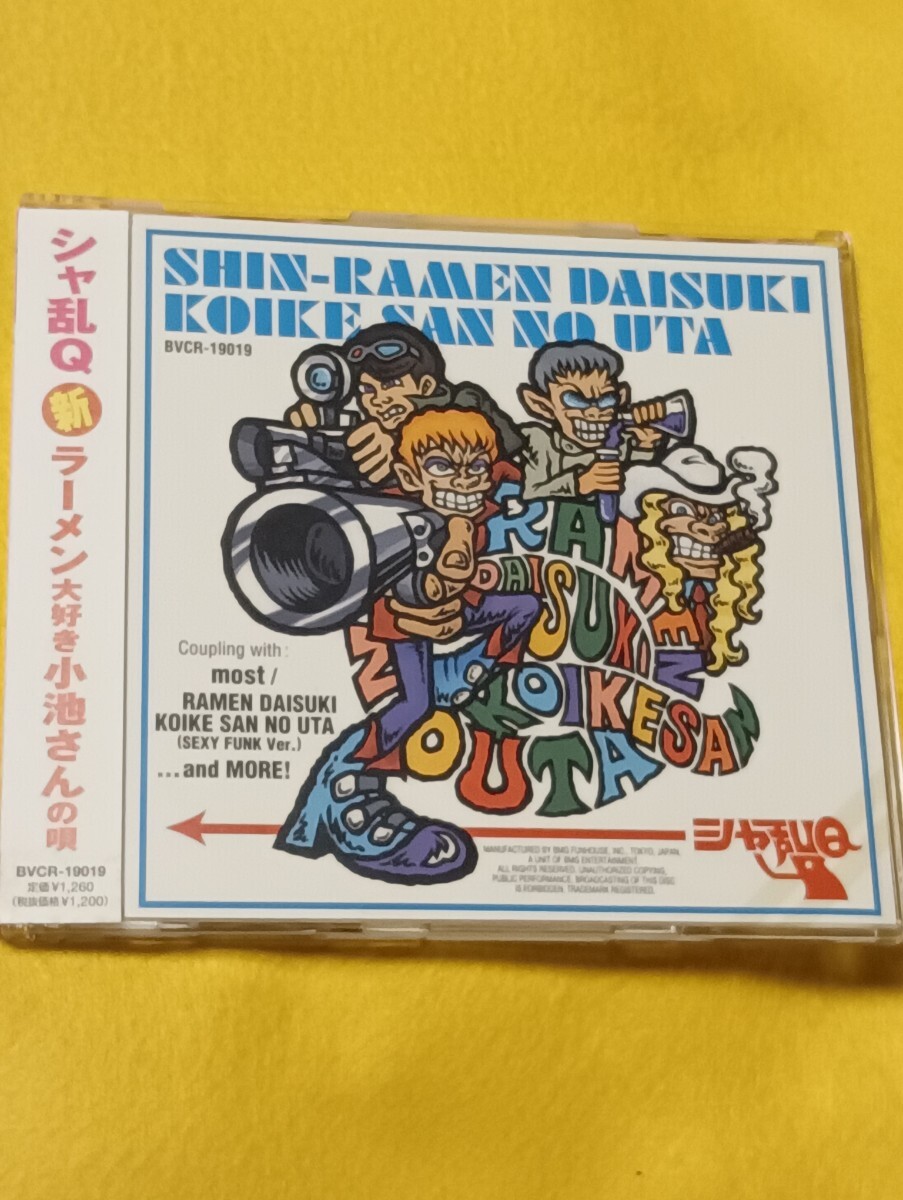 シャ乱Q 新 ラーメン大好き小池さんの唄
BVCR-19019
定価¥1,260
(税抜価格¥1,200)
SHIN-RAMEN DAISUKI
KOIKE SAN NO UTA
BVCR-19019
RAMEN
DAISUKI
KOIKESAN
NO
UTA
Coupling with:
most /
RAMEN DAISUKI
KOIKE SAN NO UTA
(SEXY FUNK Ver.)
...and MORE!
シャ乱Q
MANUFACTURED BY BMG FUNHOUSE, INC., TOKYO, JAPAN.
A UNIT OF BMG ENTERTAINMENT
ALL RIGHTS RESERVED. UNAUTHORIZED COPYING,
PUBLIC PERFORMANCE, BROADCASTING OF THIS DISC
IS FORBIDDEN. TRADEMARK REGISTERED.